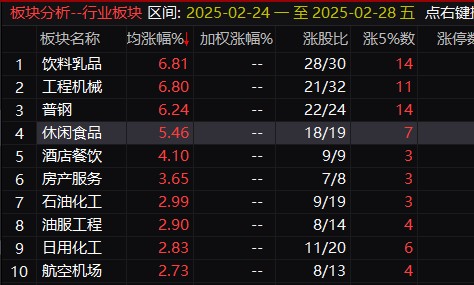 板块分析--行业板块 区间: 2025-02-24 一 至 2025-02-28 五 点右键操
板块名称 均涨幅%↓ 加权涨幅% 涨股比 涨5%数 涨停数
1 饮料乳品 6.81 -- 28/30 14
2 工程机械 6.80 -- 21/32 11
3 普钢 6.24 -- 22/24 14
4 休闲食品 5.46 -- 18/19 7
5 酒店餐饮 4.10 -- 9/9 3
6 房产服务 3.65 -- 7/8 3
7 石油化工 2.99 -- 9/19 3
8 油服工程 2.90 -- 8/14 4
9 日用化工 2.83 -- 11/20 6
10 航空机场 2.73 -- 8/13 4